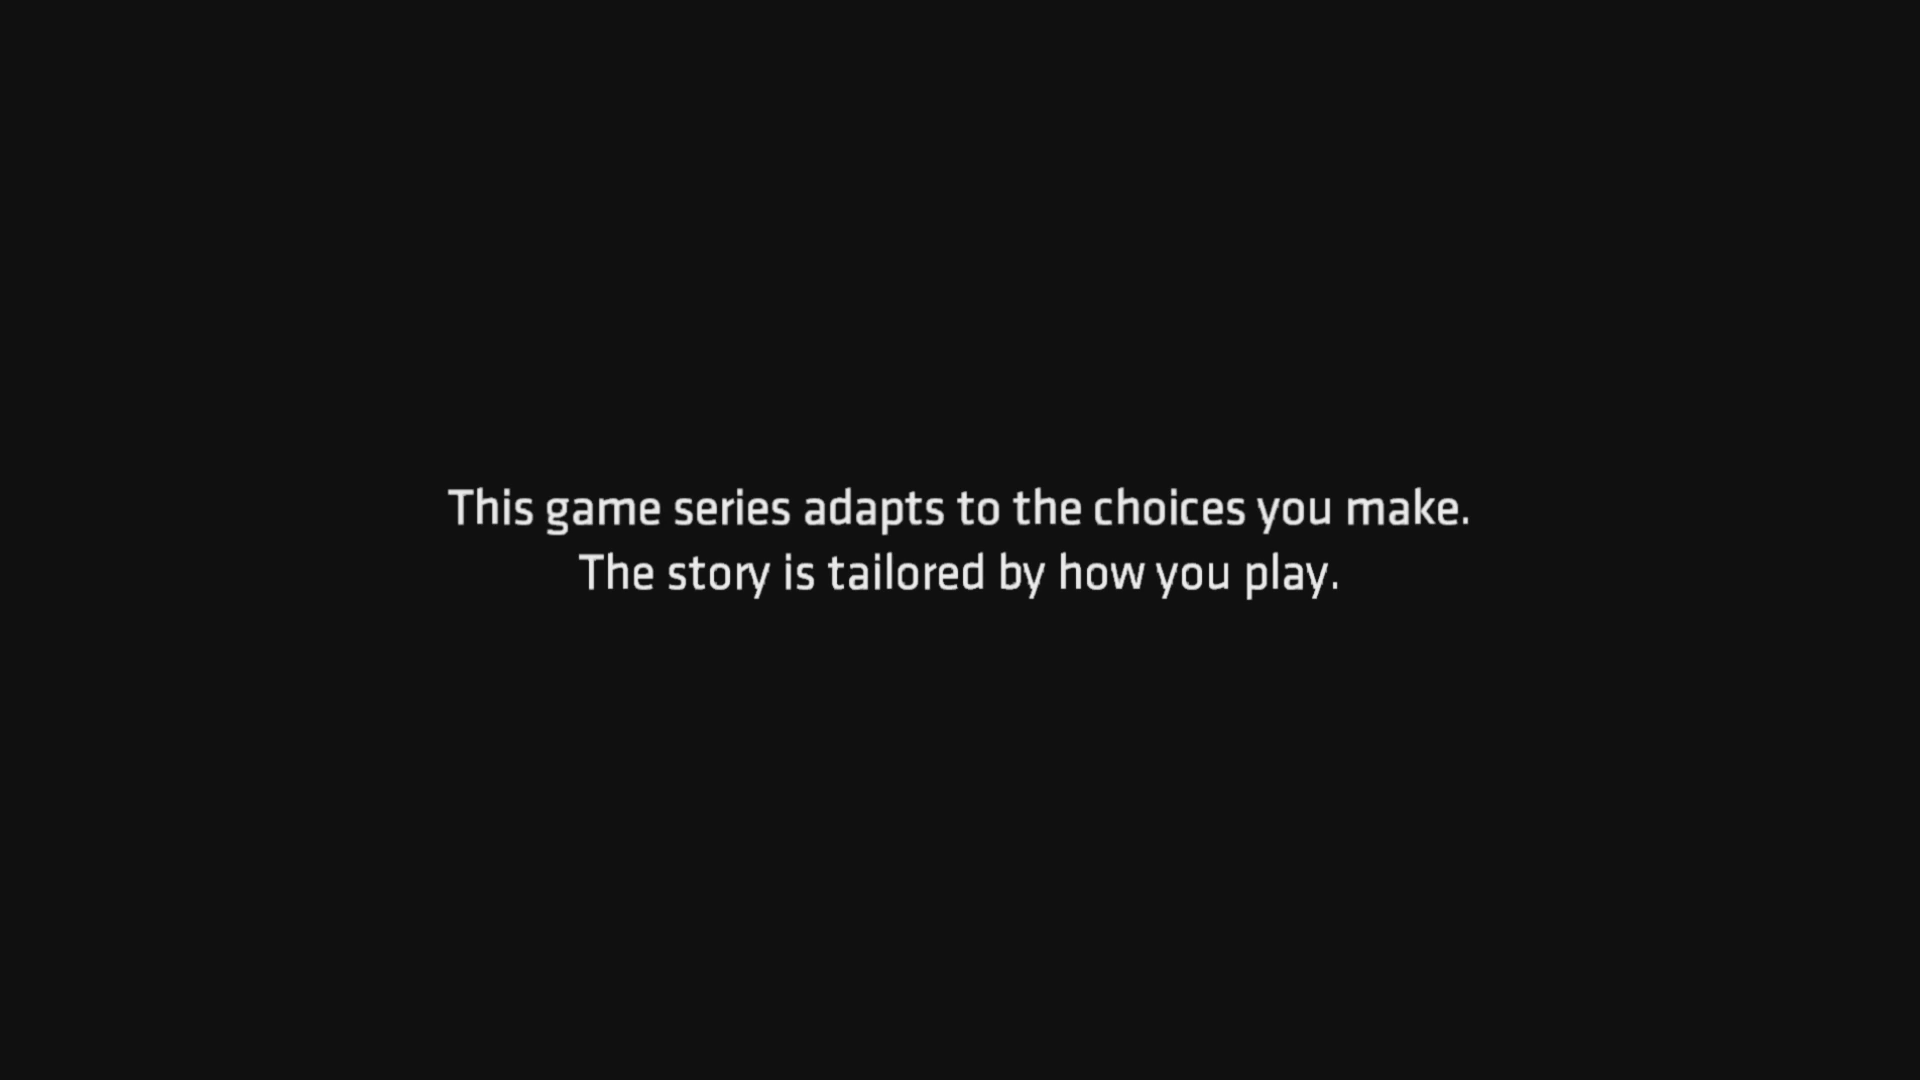 This game series adapts to the choices you make.
The story is tailored by how you play.